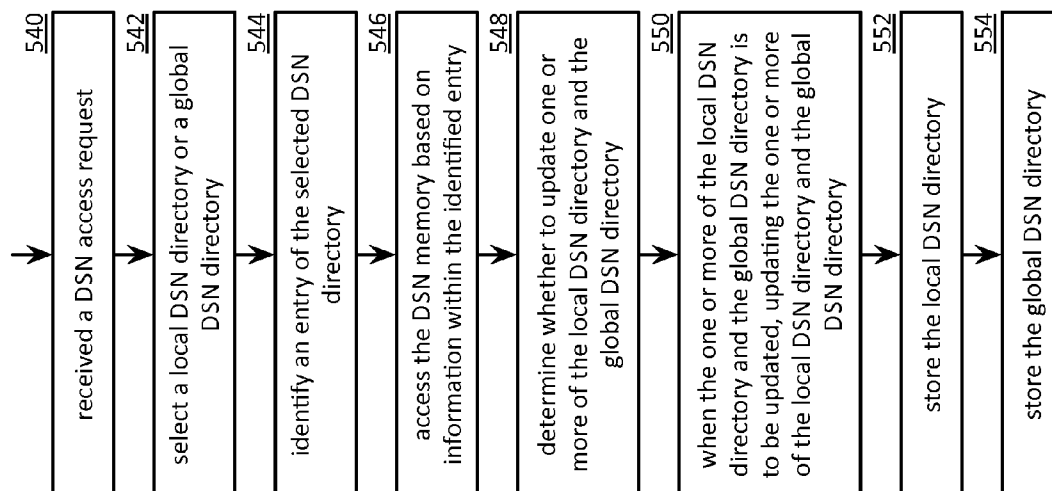 540
received a DSN access request
542
select a local DSN directory or a global
DSN directory
544
identify an entry of the selected DSN
directory
546
access the DSN memory based on
information within the identified entry
548
determine whether to update one or
more of the local DSN directory and the
global DSN directory
550
when the one or more of the local DSN
directory and the global DSN directory is
to be updated, updating the one or more
of the local DSN directory and the global
DSN directory
552
store the local DSN directory
554
store the global DSN directory